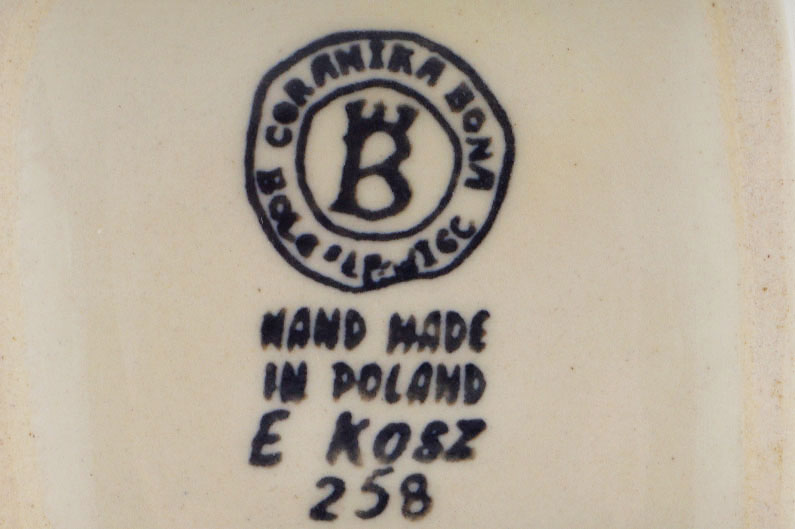 CERAMIKA BONA
B
HAND MADE
IN POLAND
E KOSZ
258